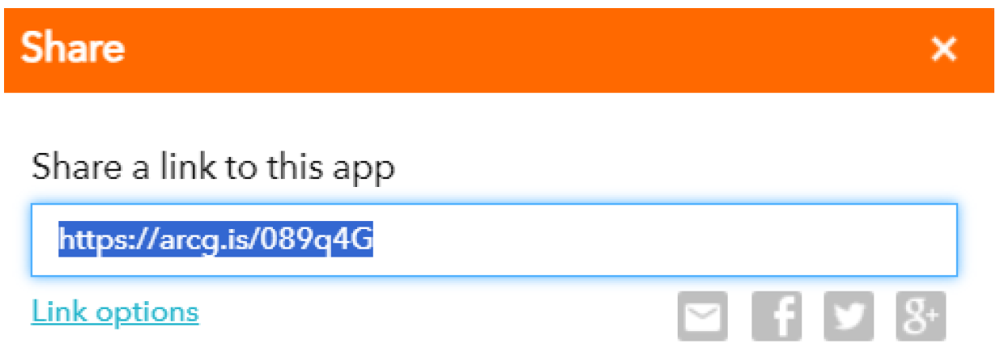 Share
Share a link to this app
https://arcg.is/089q4G
Link options